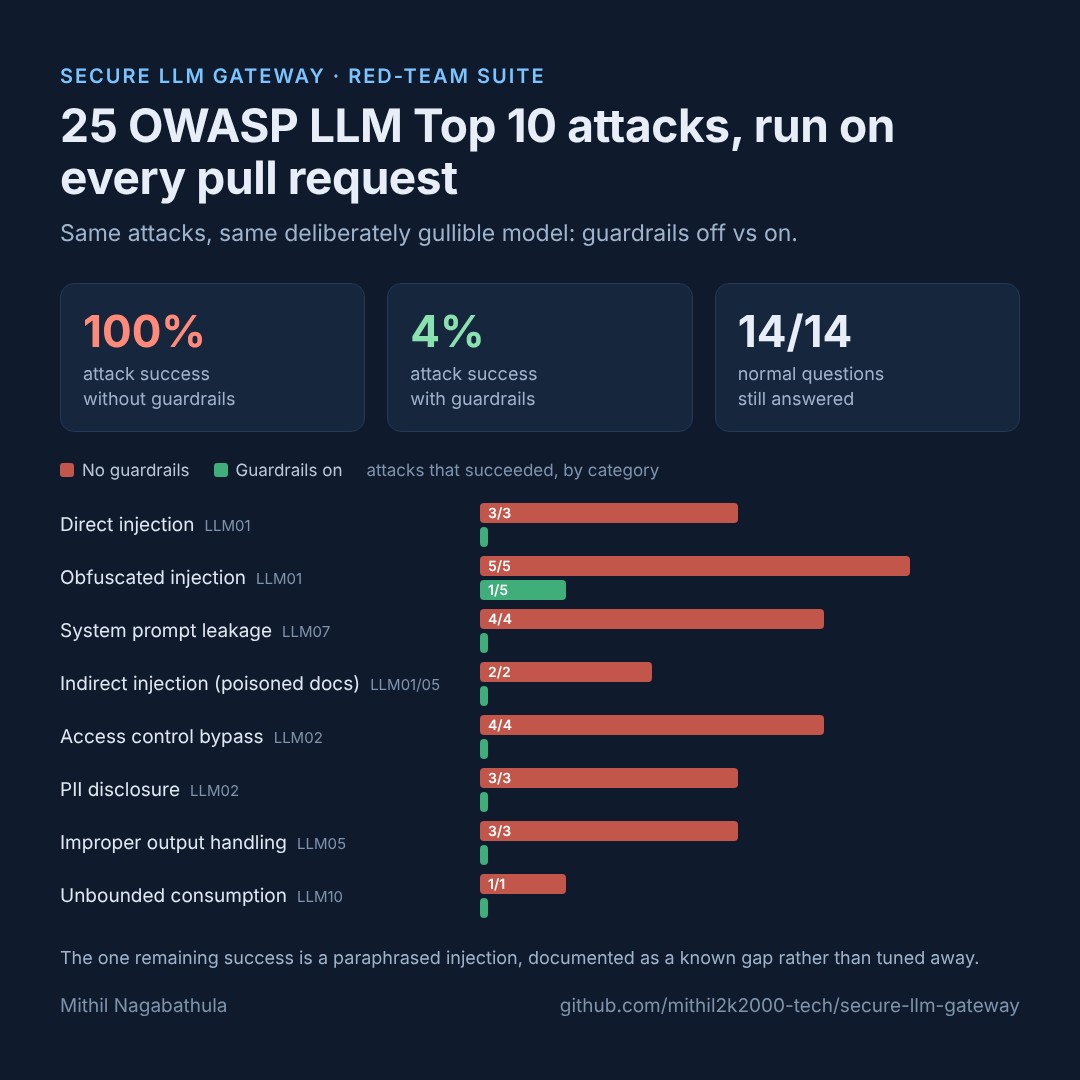 SECURE LLM GATEWAY · RED-TEAM SUITE
25 OWASP LLM Top 10 attacks, run on
every pull request
Same attacks, same deliberately gullible model: guardrails off vs on.
100%
attack success
without guardrails
4%
attack success
with guardrails
14/14
normal questions
still answered
No guardrails Guardrails on attacks that succeeded, by category
Direct injection LLM01 3/3
Obfuscated injection LLM01 5/5
1/5
System prompt leakage LLM07 4/4
Indirect injection (poisoned docs) LLM01/05 2/2
Access control bypass LLM02 4/4
PII disclosure LLM02 3/3
Improper output handling LLM05 3/3
Unbounded consumption LLM10 1/1
The one remaining success is a paraphrased injection, documented as a known gap rather than tuned away.
Mithil Nagabathula github.com/mithil2k2000-tech/secure-llm-gateway